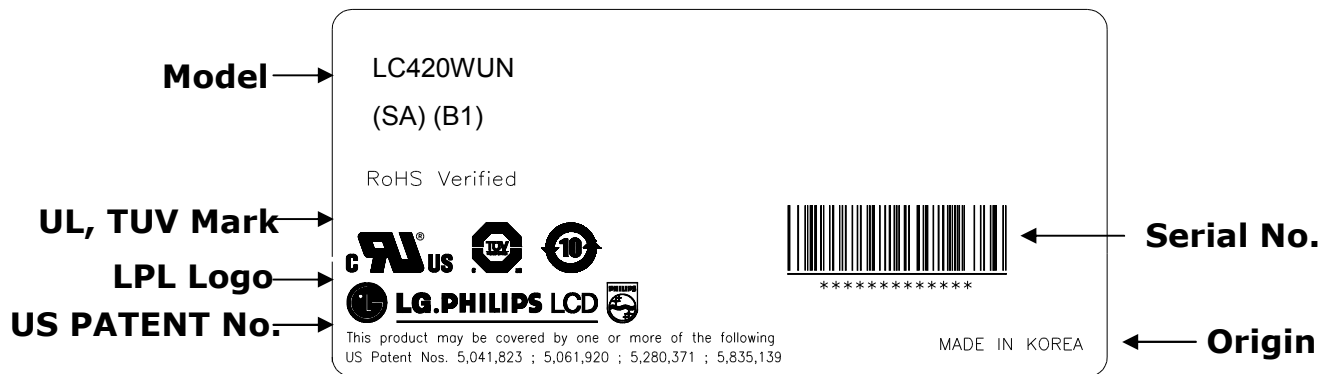 Model
LC420WUN
(SA) (B1)
RoHS Verified
UL, TUV Mark
c RU ® US TUV 10
Serial No.
*************
LPL Logo
LG LG.PHILIPS LCD PHILIPS
US PATENT No.
This product may be covered by one or more of the following
US Patent Nos. 5,041,823 ; 5,061,920 ; 5,280,371 ; 5,835,139
MADE IN KOREA
Origin